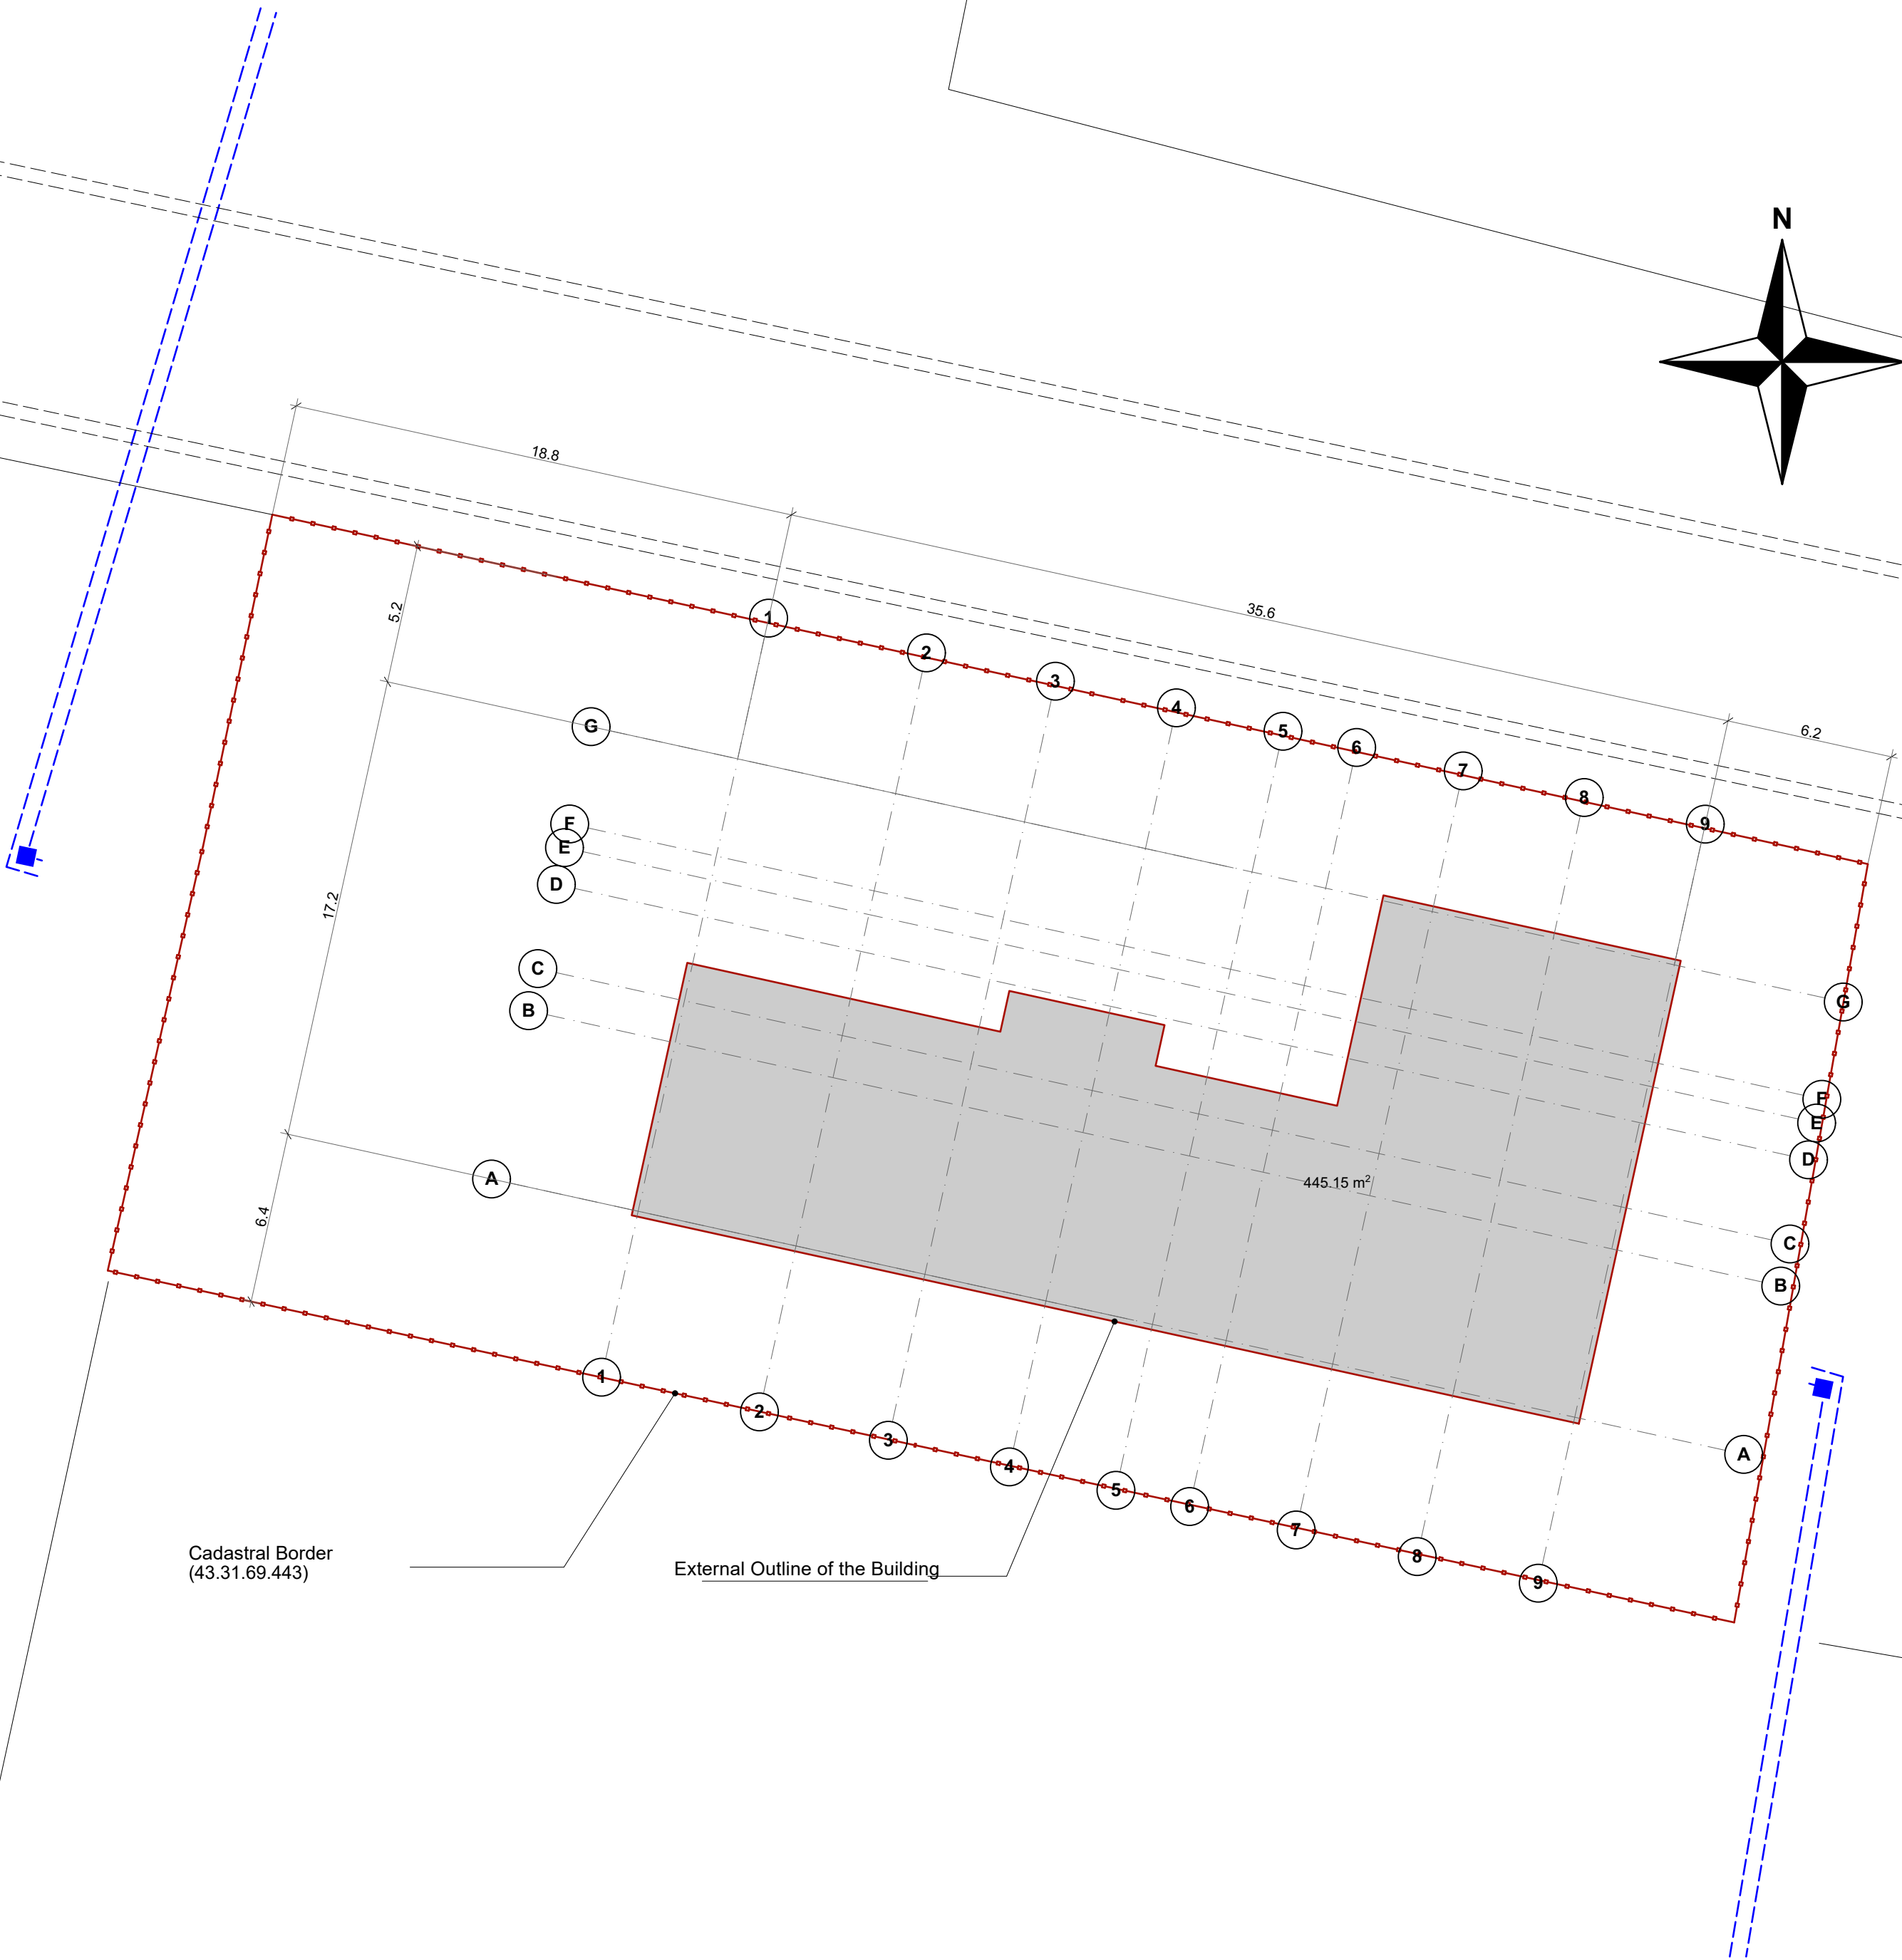 N
18.8
35.6
6.2
5.2
17.2
6.4
1
2
3
4
5
6
7
8
9
G
F
E
D
C
B
A
G
F
E
D
C
B
A
445.15 m²
1
2
3
4
5
6
7
8
9
Cadastral Border
(43.31.69.443)
External Outline of the Building